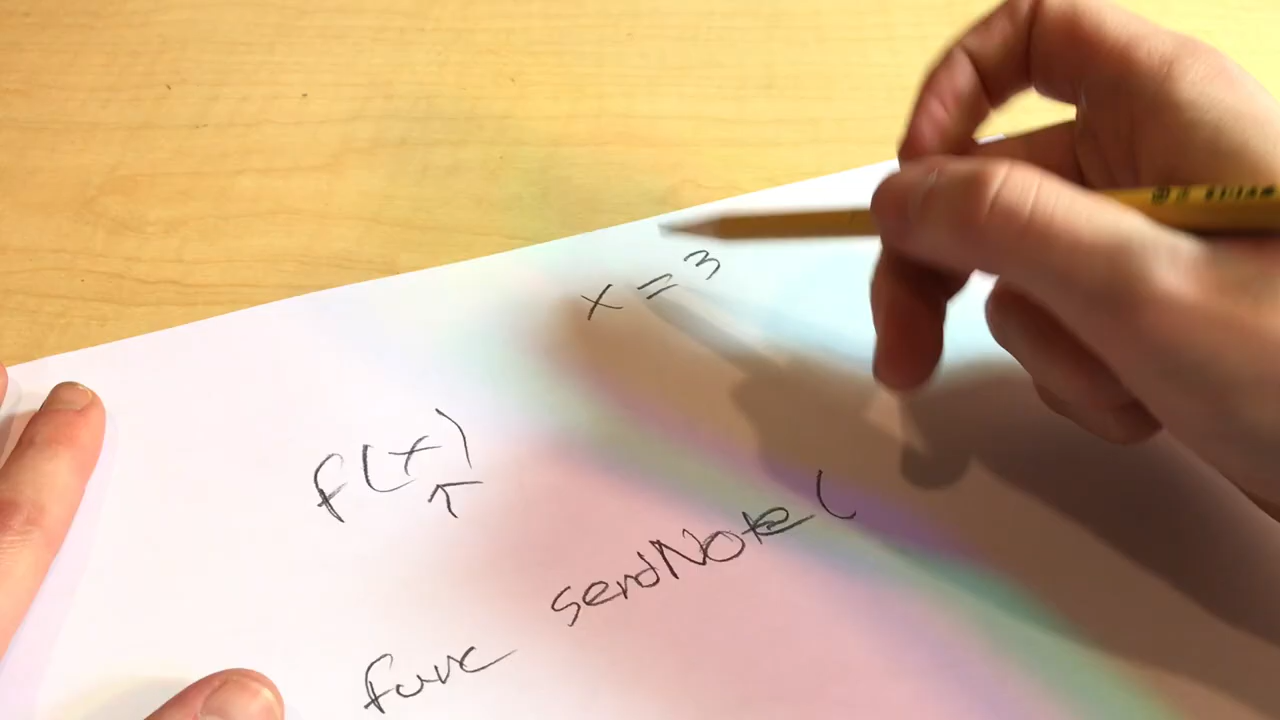 x = 3
f(x)
func sendNote(